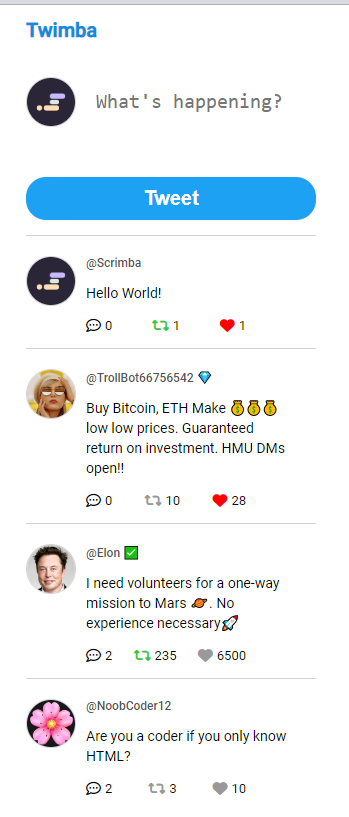 Twimba
What's happening?
Tweet
@Scrimba
Hello World!
0 1 1
@TrollBot66756542 💎
Buy Bitcoin, ETH Make 💰💰💰
low low prices. Guaranteed
return on investment. HMU DMs
open!!
0 10 28
@Elon ✅
I need volunteers for a one-way
mission to Mars 🪐. No
experience necessary🚀
2 235 6500
@NoobCoder12
Are you a coder if you only know
HTML?
2 3 10